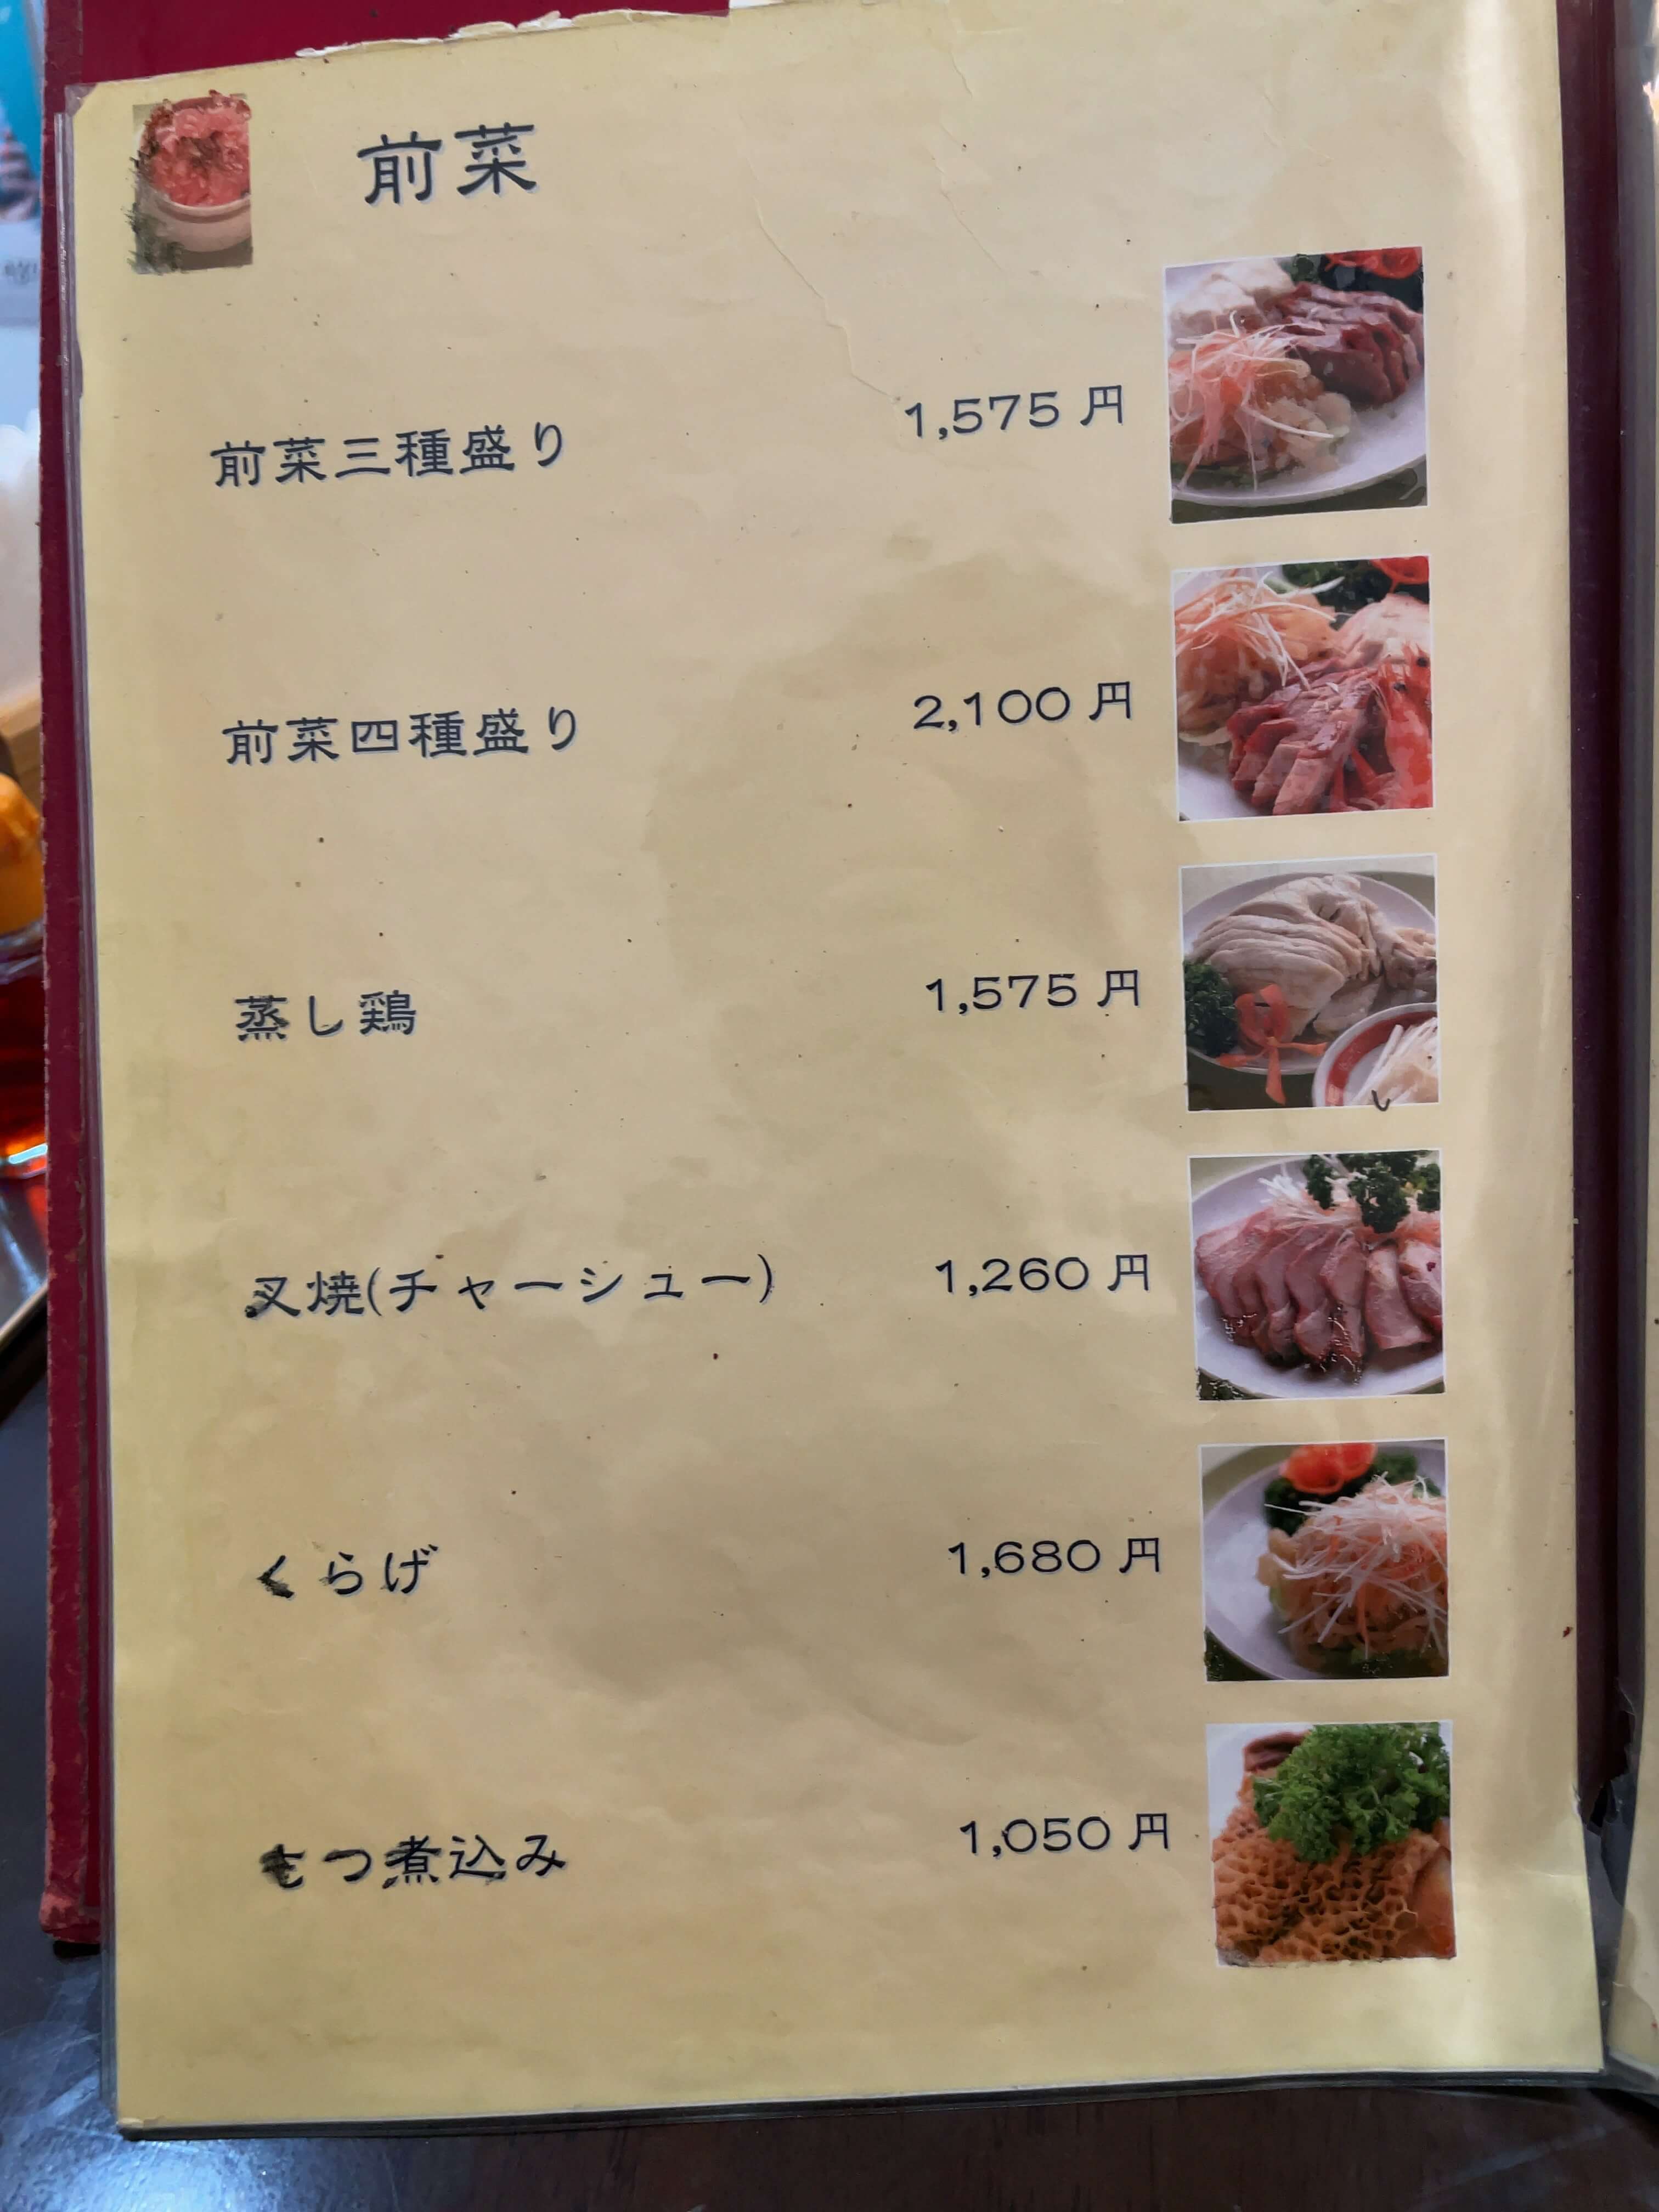 前菜
前菜三種盛り 1,575 円
前菜四種盛り 2,100 円
蒸し鶏 1,575 円
叉焼(チャーシュー) 1,260 円
くらげ 1,680 円
もつ煮込み 1,050 円